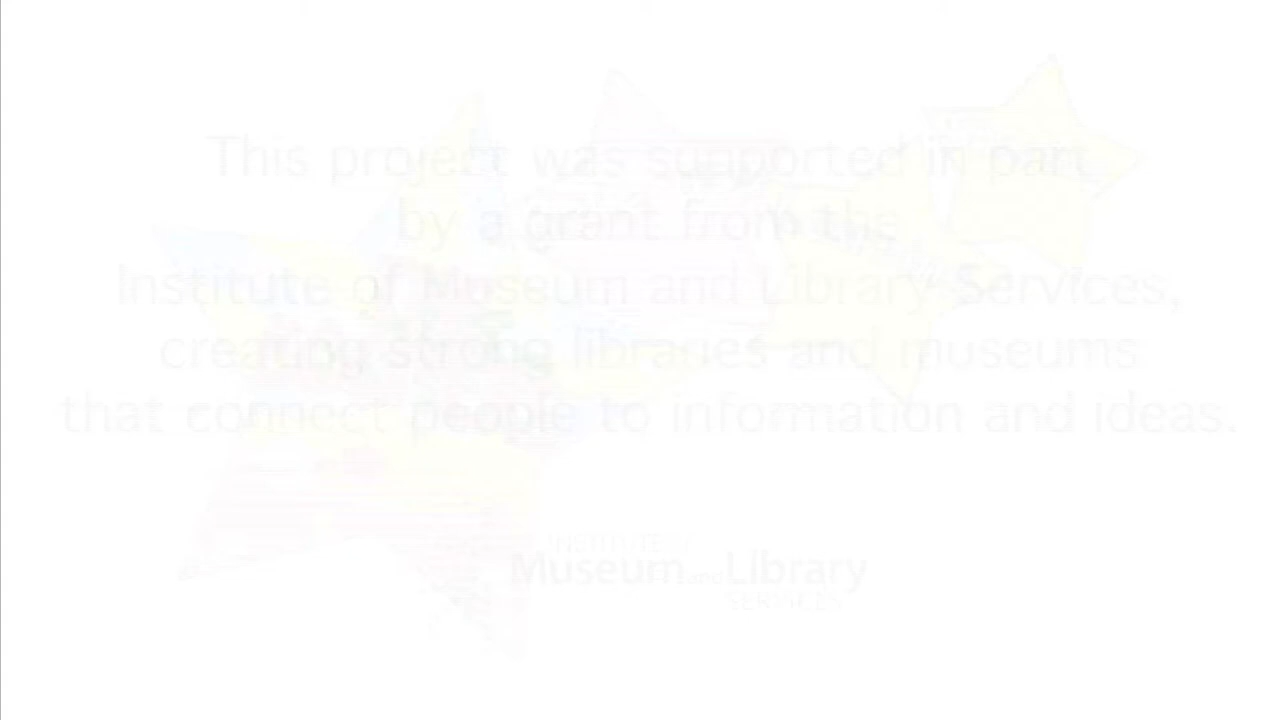 This project was supported in part
by a grant from the
Institute of Museum and Library Services,
creating strong libraries and museums
that connect people to information and ideas.
INSTITUTE of
Museum and Library
SERVICES